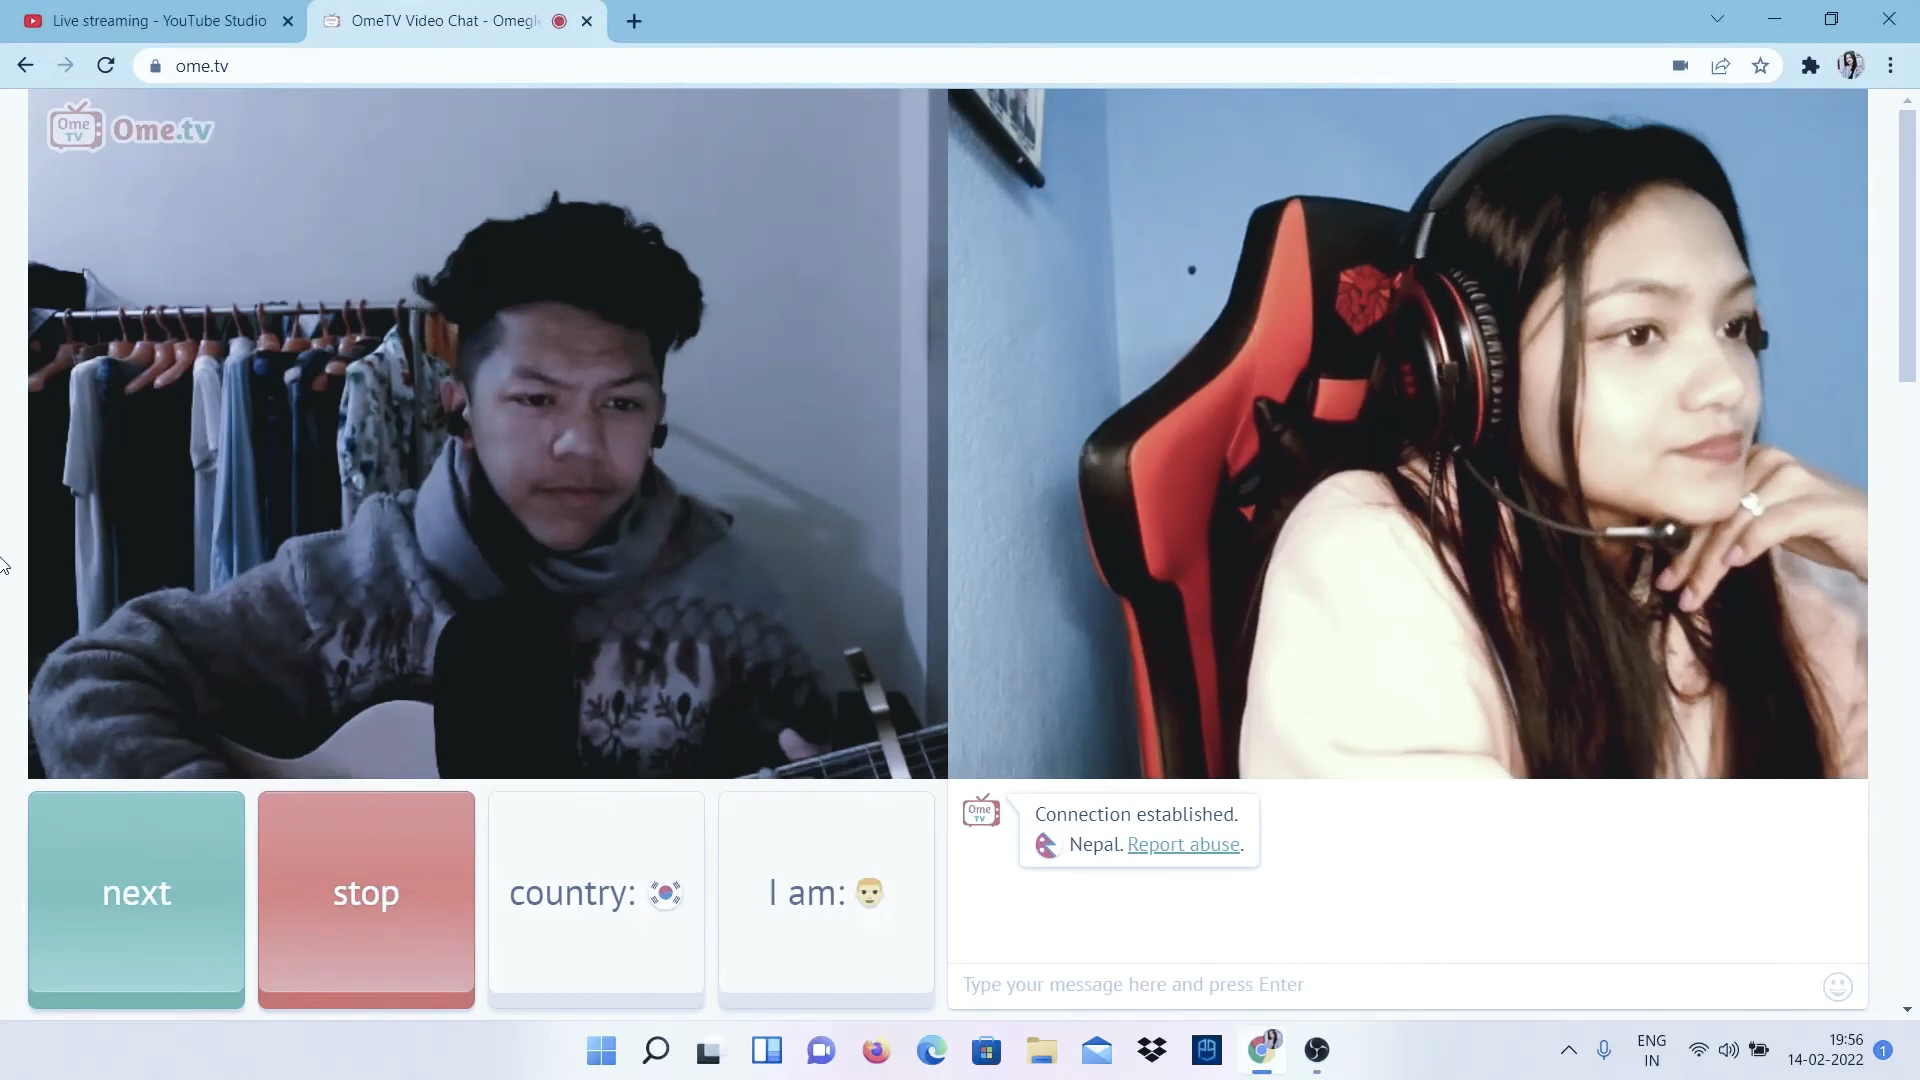 Live streaming - YouTube Studio
OmeTV Video Chat - Omegl
ome.tv
Ome TV Ome.tv
next
stop
country:
I am:
Ome TV
Connection established.
Nepal. Report abuse.
Type your message here and press Enter
ENG
IN
19:56
14-02-2022
1